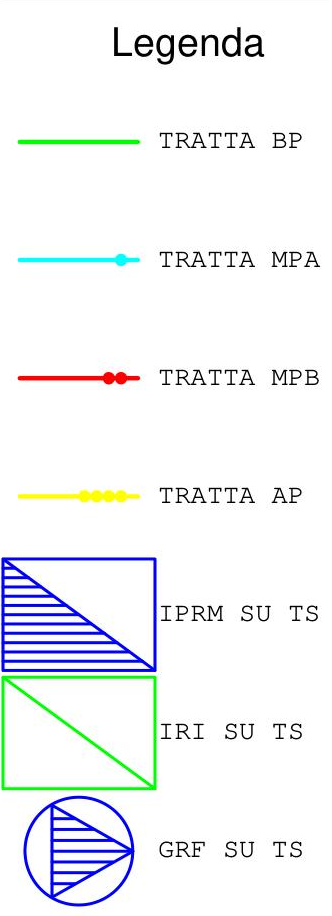 Legenda
TRATTA BP
TRATTA MPA
TRATTA MPB
TRATTA AP
IPRM SU TS
IRI SU TS
GRF SU TS